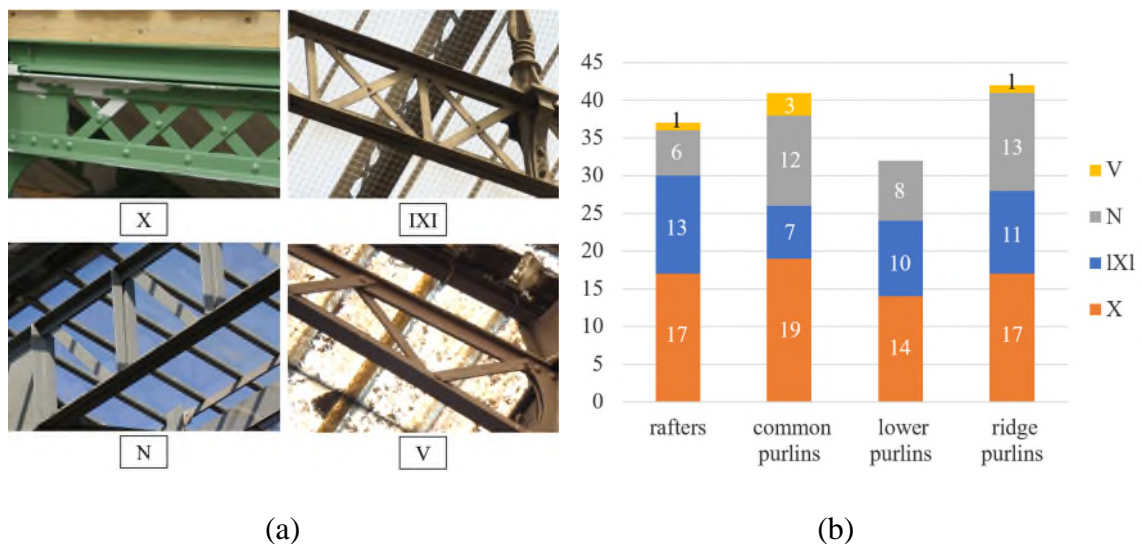 X
IXI
N
V
45
40
35
30
25
20
15
10
5
0
1
6
13
17
3
12
7
19
8
10
14
1
13
11
17
rafters
common purlins
lower purlins
ridge purlins
V
N
lXl
X
(a)
(b)